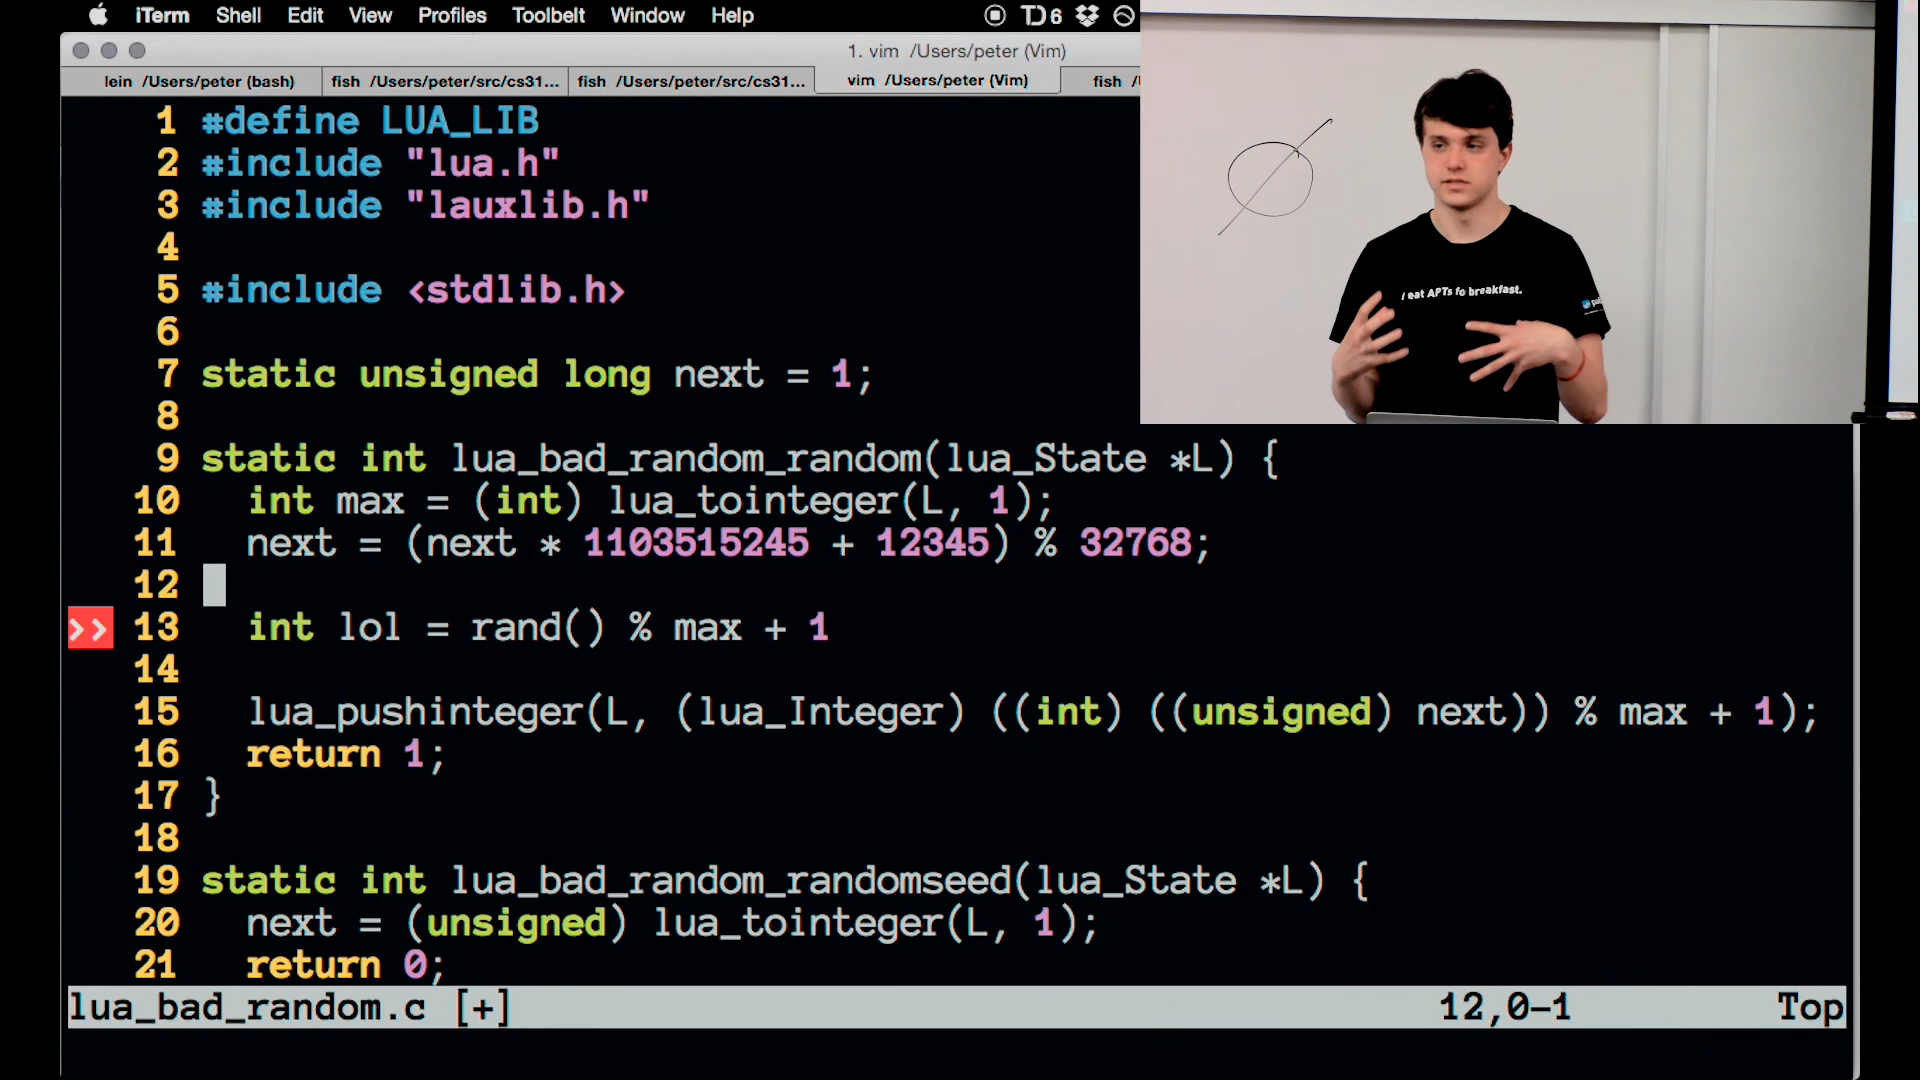 iTerm Shell Edit View Profiles Toolbelt Window Help 6
1. vim /Users/peter (Vim)
lein /Users/peter (bash) fish /Users/peter/src/cs31... fish /Users/peter/src/cs31... vim /Users/peter (Vim) fish
1 #define LUA_LIB
2 #include "lua.h"
3 #include "lauxlib.h"
4
5 #include <stdlib.h>
6
7 static unsigned long next = 1;
8
9 static int lua_bad_random_random(lua_State *L) {
10 int max = (int) lua_tointeger(L, 1);
11 next = (next * 1103515245 + 12345) % 32768;
12
>> 13 int lol = rand() % max + 1
14
15 lua_pushinteger(L, (lua_Integer) ((int) ((unsigned) next)) % max + 1);
16 return 1;
17 }
18
19 static int lua_bad_random_randomseed(lua_State *L) {
20 next = (unsigned) lua_tointeger(L, 1);
21 return 0;
lua_bad_random.c [+] 12,0-1 Top
I eat APTs fo breakfast.